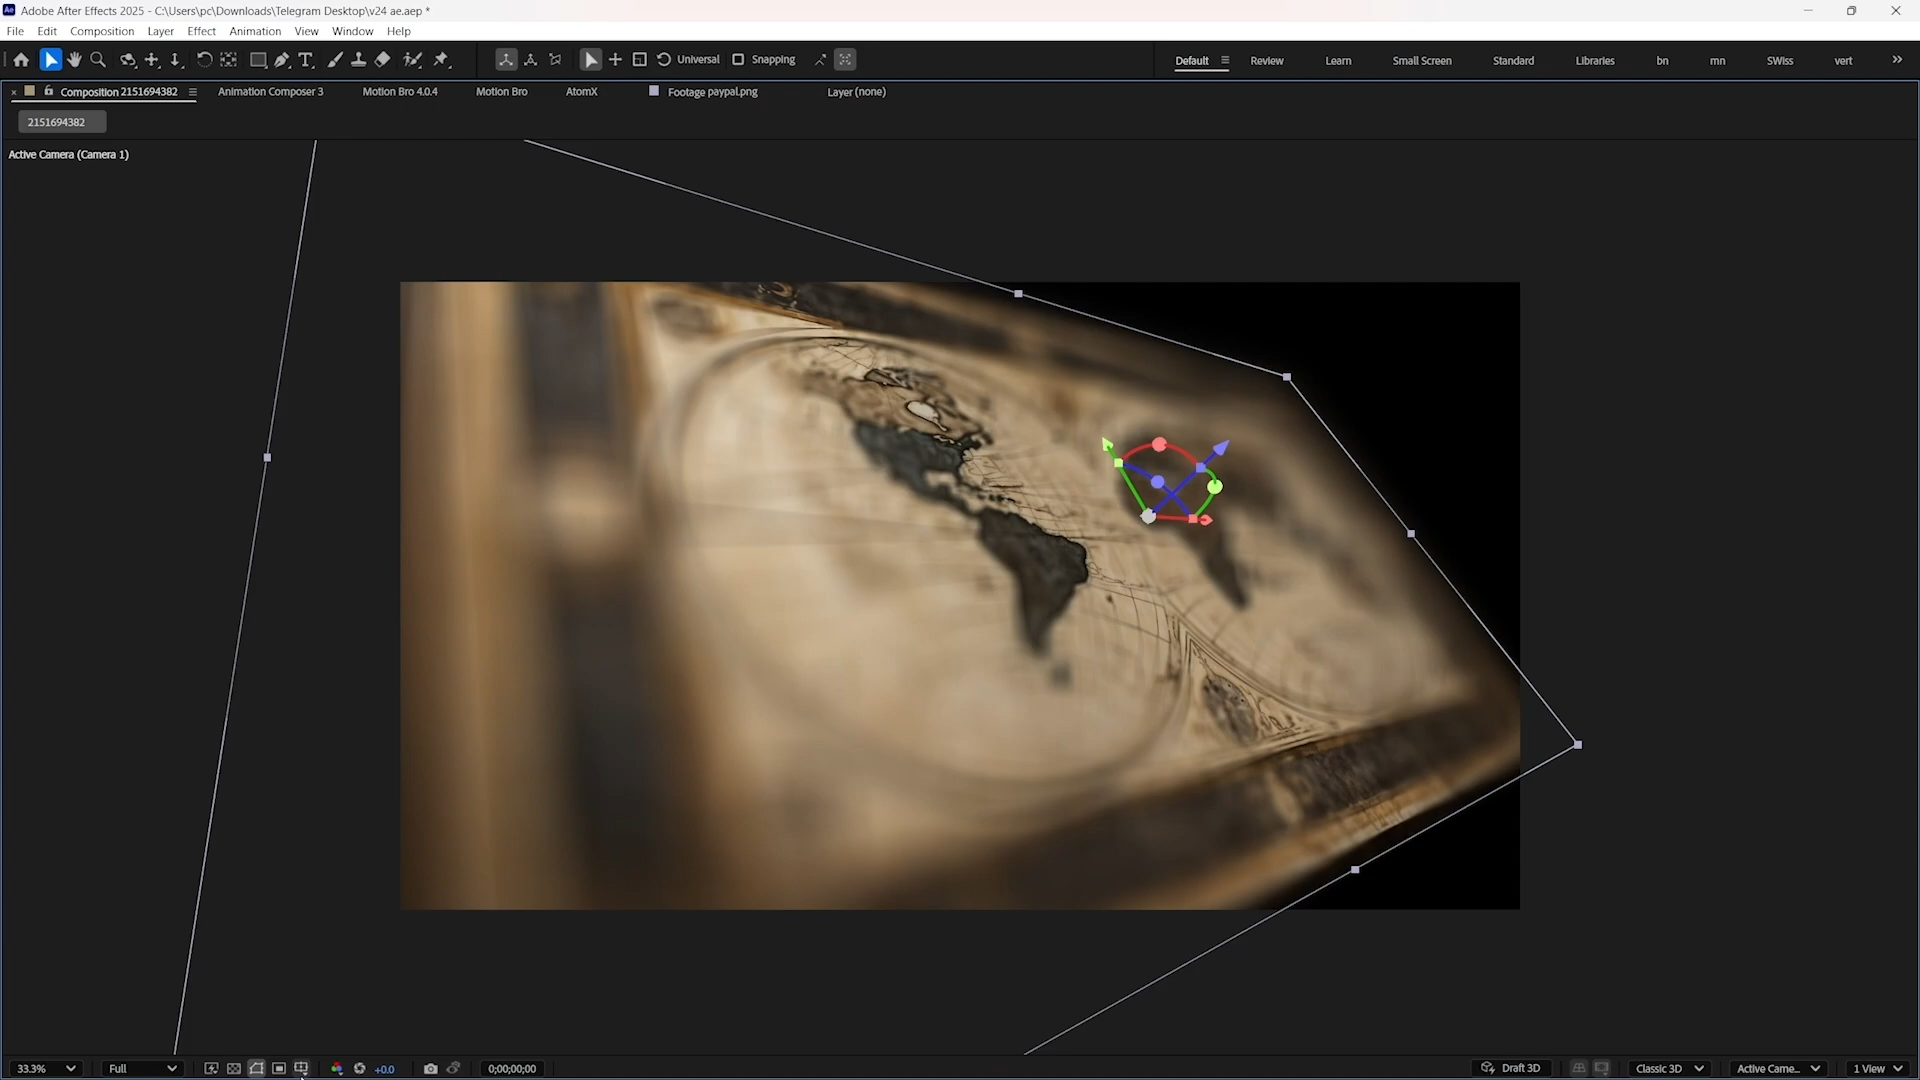 Adobe After Effects 2025 - C:\Users\pc\Downloads\Telegram Desktop\v24 ae.aep *
File Edit Composition Layer Effect Animation View Window Help
Universal Snapping Default Review Learn Small Screen Standard Libraries bn mn SWiss vert
Composition 2151694382 Animation Composer 3 Motion Bro 4.0.4 Motion Bro AtomX Footage paypal.png Layer (none)
2151694382
Active Camera (Camera 1)
33.3% Full +0.0 0;00;00;00 Draft 3D Classic 3D Active Came... 1 View